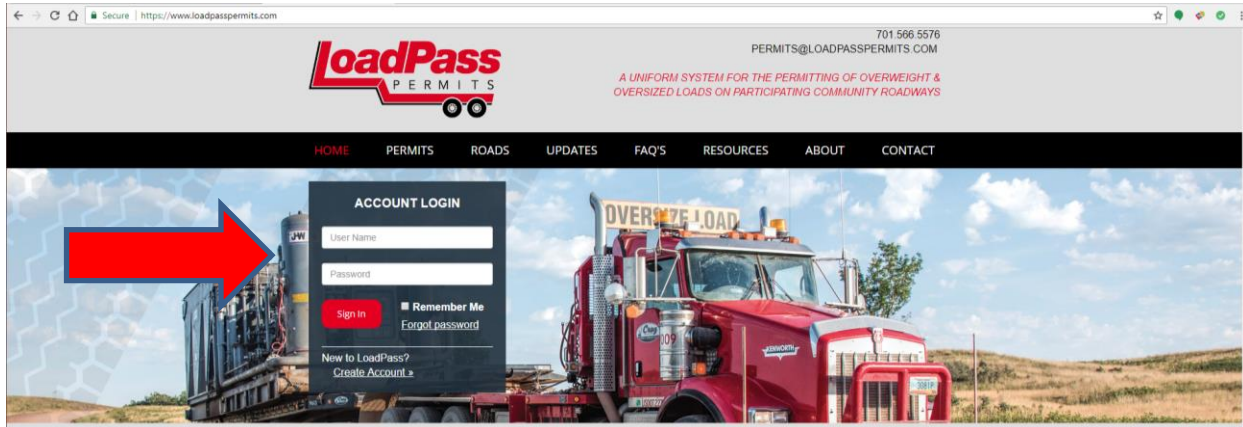 Secure | https://www.loadpasspermits.com
LoadPass
PERMITS
701.566.5576
PERMITS@LOADPASSPERMITS.COM
A UNIFORM SYSTEM FOR THE PERMITTING OF OVERWEIGHT &
OVERSIZED LOADS ON PARTICIPATING COMMUNITY ROADWAYS
HOME PERMITS ROADS UPDATES FAQ'S RESOURCES ABOUT CONTACT
ACCOUNT LOGIN
User Name
Password
Sign In
Remember Me
Forgot password
New to LoadPass?
Create Account »
J-W
OVERSIZE LOAD
Craig
009
KENWORTH